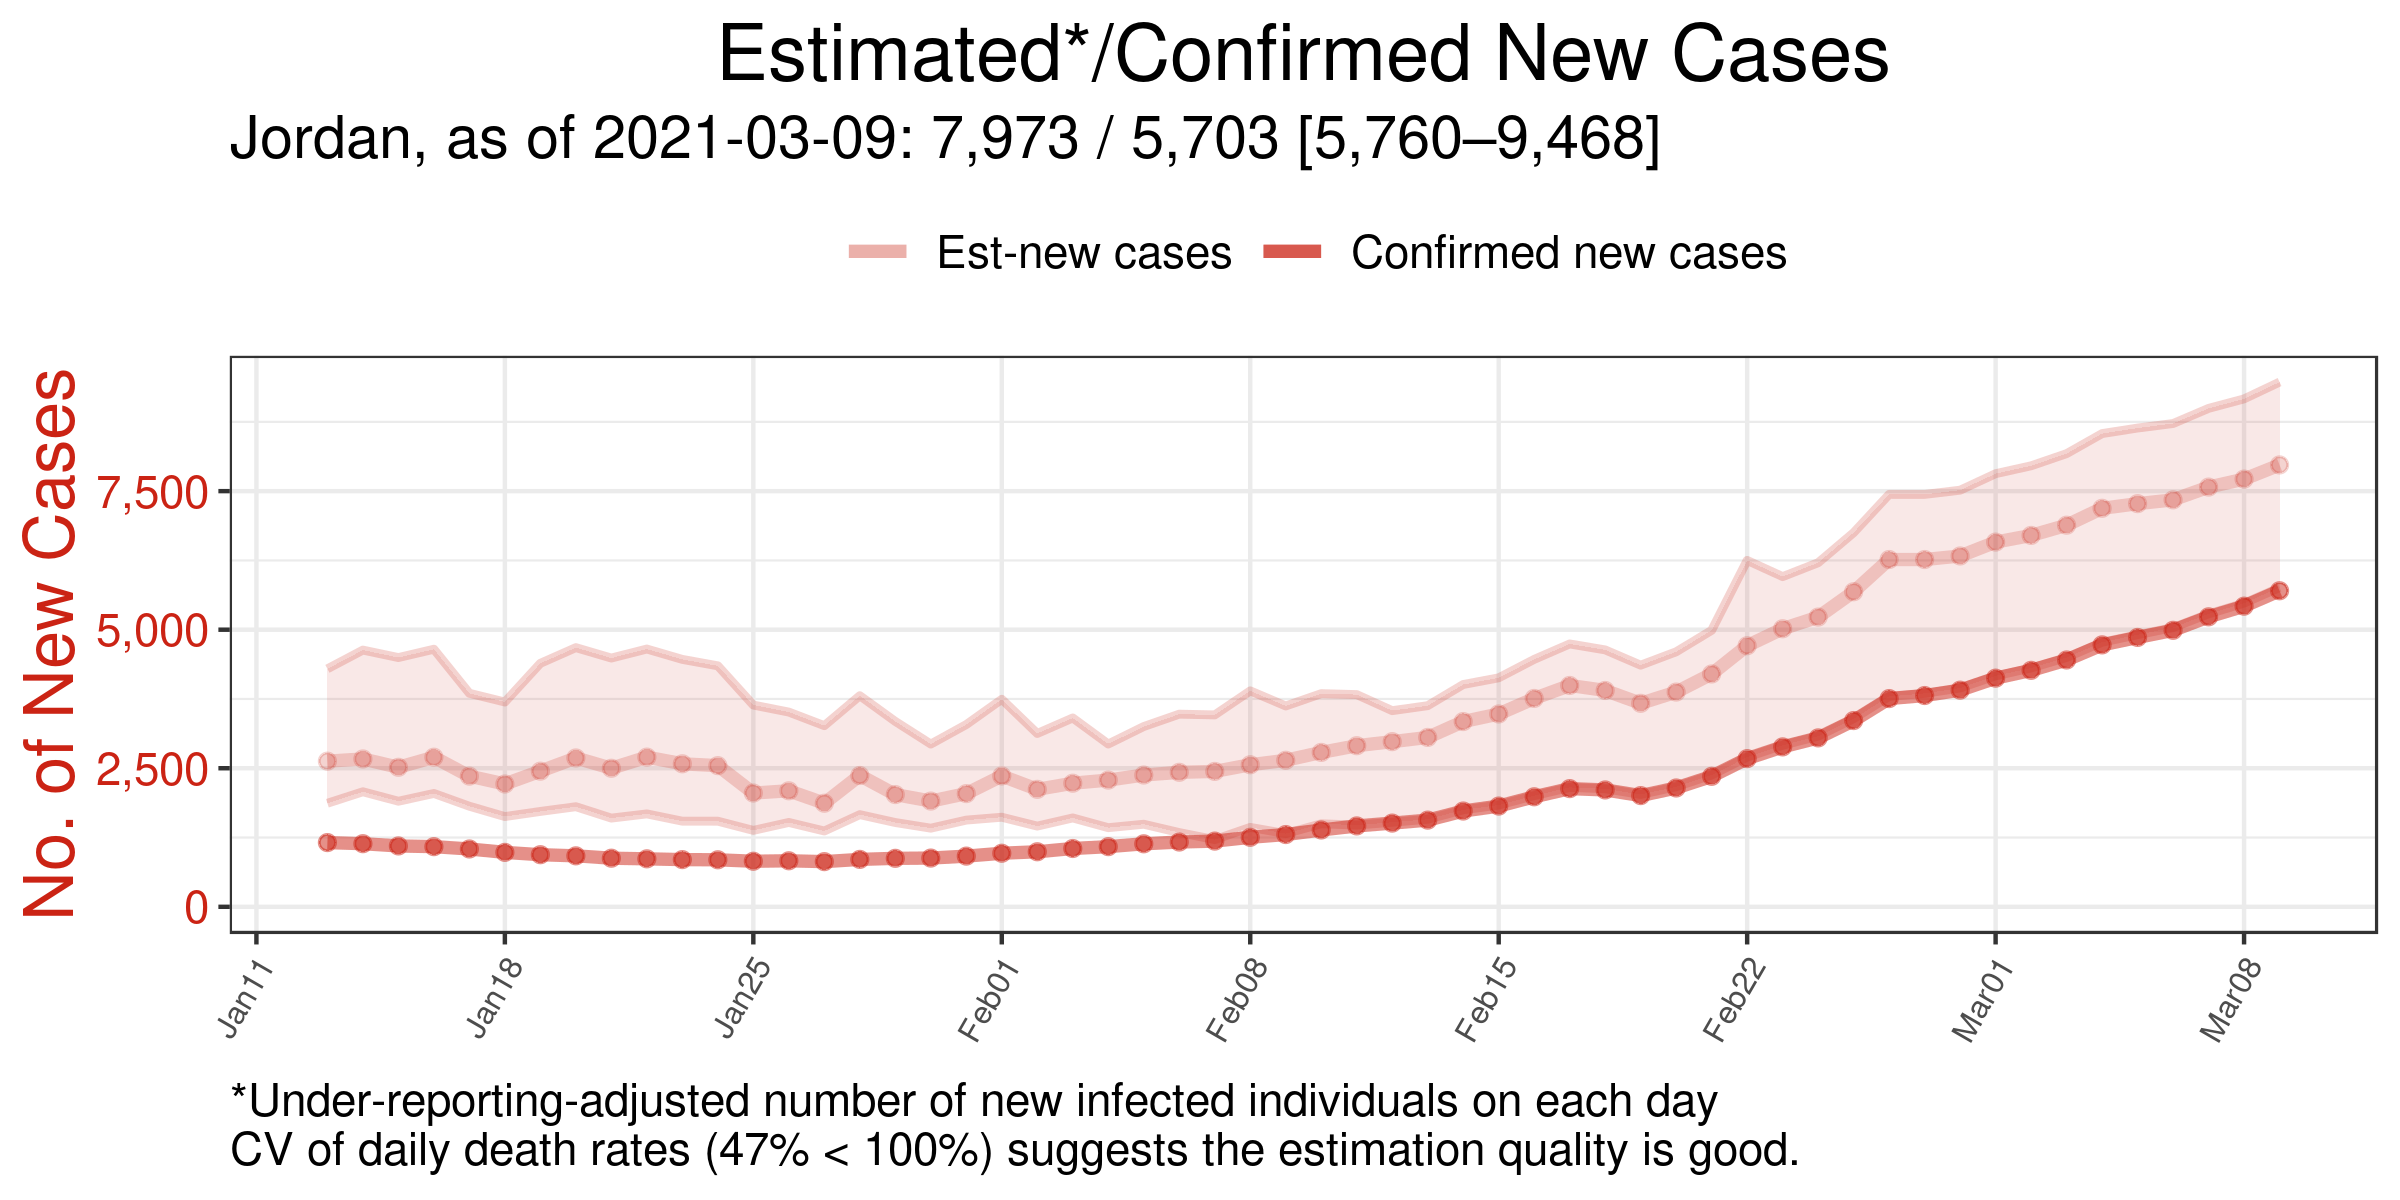 Estimated*/Confirmed New Cases
Jordan, as of 2021-03-09: 7,973 / 5,703 [5,760–9,468]
Est-new cases
Confirmed new cases
No. of New Cases
7,500
5,000
2,500
0
Jan11
Jan18
Jan25
Feb01
Feb08
Feb15
Feb22
Mar01
Mar08
*Under-reporting-adjusted number of new infected individuals on each day
CV of daily death rates (47% < 100%) suggests the estimation quality is good.